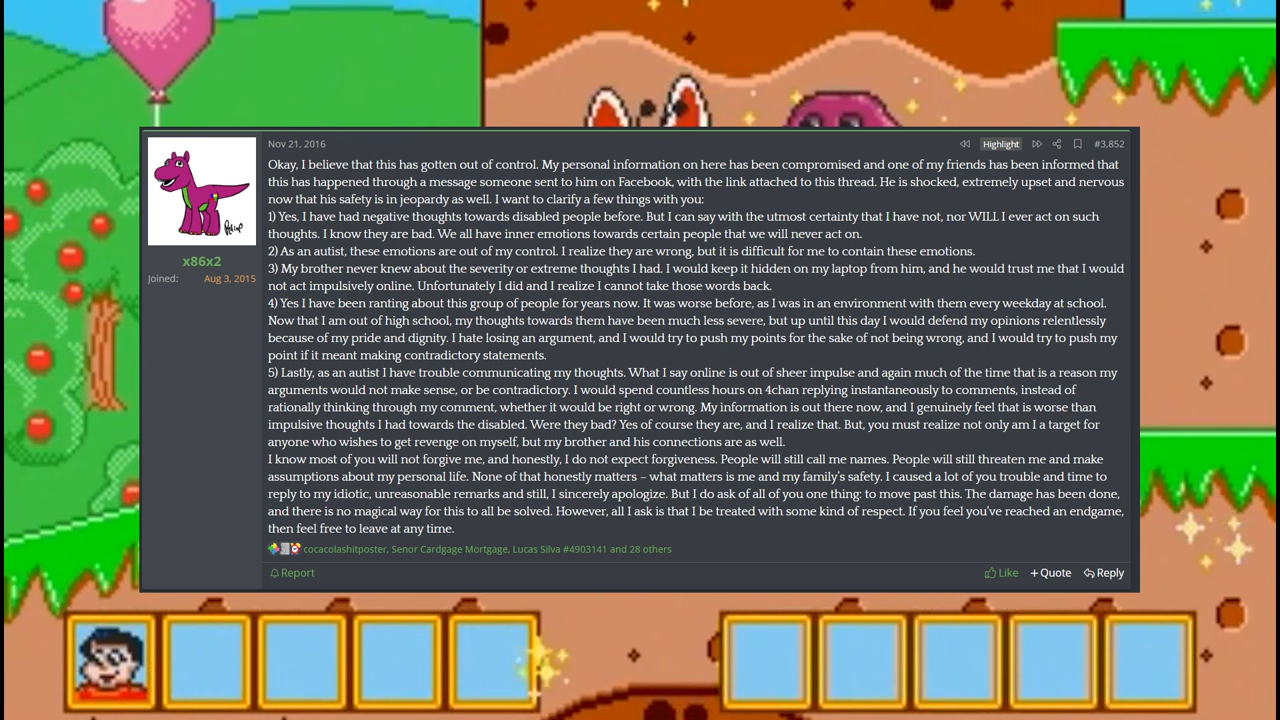 Nov 21, 2016
Highlight
#3,852
x86x2
Joined: Aug 3, 2015
Okay, I believe that this has gotten out of control. My personal information on here has been compromised and one of my friends has been informed that
this has happened through a message someone sent to him on Facebook, with the link attached to this thread. He is shocked, extremely upset and nervous
now that his safety is in jeopardy as well. I want to clarify a few things with you:
1) Yes, I have had negative thoughts towards disabled people before. But I can say with the utmost certainty that I have not, nor WILL I ever act on such
thoughts. I know they are bad. We all have inner emotions towards certain people that we will never act on.
2) As an autist, these emotions are out of my control. I realize they are wrong, but it is difficult for me to contain these emotions.
3) My brother never knew about the severity or extreme thoughts I had. I would keep it hidden on my laptop from him, and he would trust me that I would
not act impulsively online. Unfortunately I did and I realize I cannot take those words back.
4) Yes I have been ranting about this group of people for years now. It was worse before, as I was in an environment with them every weekday at school.
Now that I am out of high school, my thoughts towards them have been much less severe, but up until this day I would defend my opinions relentlessly
because of my pride and dignity. I hate losing an argument, and I would try to push my points for the sake of not being wrong, and I would try to push my
point if it meant making contradictory statements.
5) Lastly, as an autist I have trouble communicating my thoughts. What I say online is out of sheer impulse and again much of the time that is a reason my
arguments would not make sense, or be contradictory. I would spend countless hours on 4chan replying instantaneously to comments, instead of
rationally thinking through my comment, whether it would be right or wrong. My information is out there now, and I genuinely feel that is worse than
impulsive thoughts I had towards the disabled. Were they bad? Yes of course they are, and I realize that. But, you must realize not only am I a target for
anyone who wishes to get revenge on myself, but my brother and his connections are as well.
I know most of you will not forgive me, and honestly, I do not expect forgiveness. People will still call me names. People will still threaten me and make
assumptions about my personal life. None of that honestly matters – what matters is me and my family's safety. I caused a lot of you trouble and time to
reply to my idiotic, unreasonable remarks and still, I sincerely apologize. But I do ask of all of you one thing: to move past this. The damage has been done,
and there is no magical way for this to all be solved. However, all I ask is that I be treated with some kind of respect. If you feel you've reached an endgame,
then feel free to leave at any time.
cocacolashitposter, Senor Cardgage Mortgage, Lucas Silva #4903141 and 28 others
Report
Like
+Quote
Reply